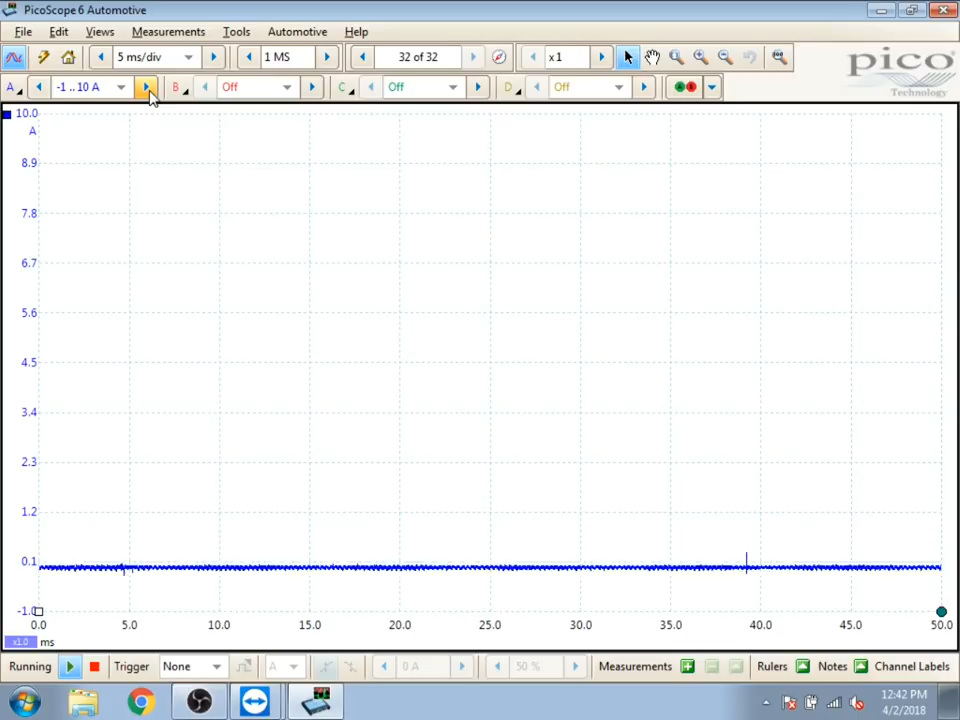 PicoScope 6 Automotive
File Edit Views Measurements Tools Automotive Help
5 ms/div 1 MS 32 of 32 x1
pico
Technology
A -1 .. 10 A B Off C Off D Off A B
10.0
A
8.9
7.8
6.7
5.6
4.5
3.4
2.3
1.2
0.1
-1.0
0.0 5.0 10.0 15.0 20.0 25.0 30.0 35.0 40.0 45.0 50.0
x1.0 ms
Running Trigger None A 0 A 50 % Measurements Rulers Notes Channel Labels
12:42 PM
4/2/2018